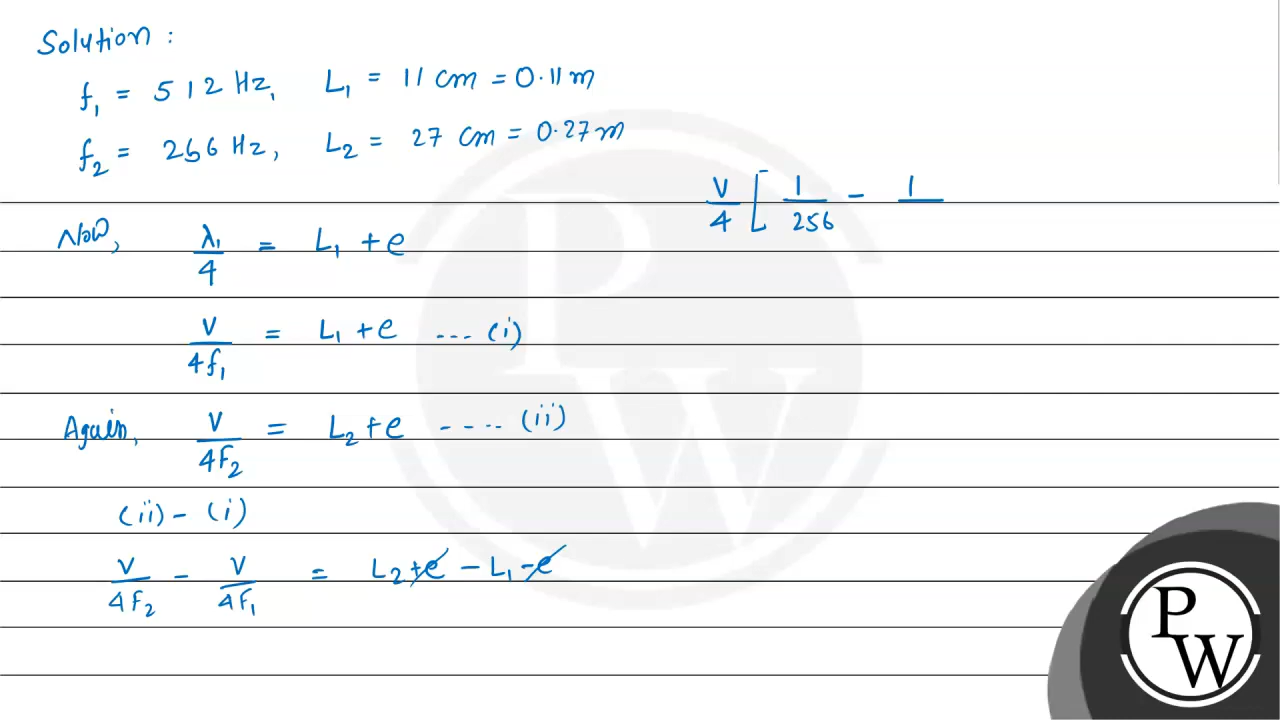 Solution :
f₁ = 512 Hz, L₁ = 11 cm = 0.11 m
f₂ = 256 Hz, L₂ = 27 cm = 0.27 m
Now, λ₁/4 = L₁ + e
V/4f₁ = L₁ + e ---- (i)
Again, V/4F₂ = L₂ + e ---- (ii)
(ii) - (i)
V/4F₂ - V/4F₁ = L₂ + e - L₁ - e
V/4 [ 1/256 - 1/
PW
PW